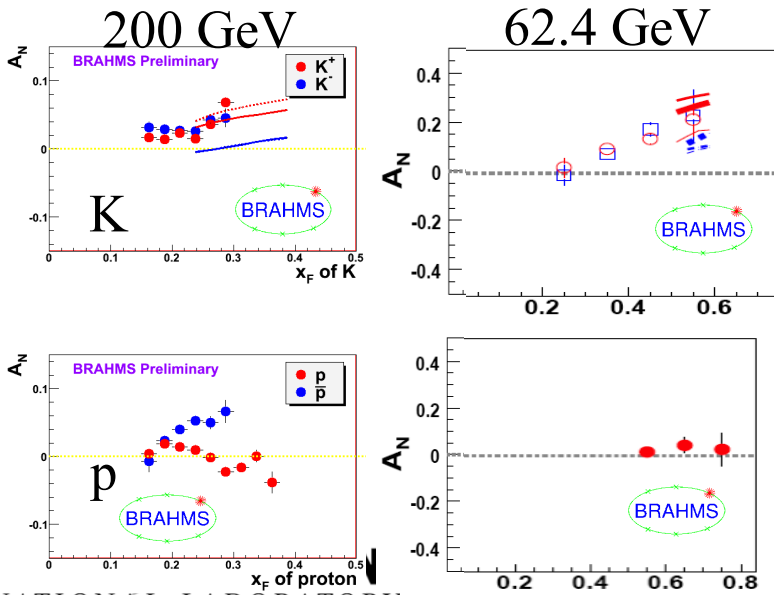 200 GeV
62.4 GeV
A_N
BRAHMS Preliminary
K⁺
K⁻
0.1
0
-0.1
K
BRAHMS
0 0.1 0.2 0.3 0.4 0.5
x_F of K
A_N
0.4
0.2
0
-0.2
-0.4
BRAHMS
0.2 0.4 0.6
A_N
BRAHMS Preliminary
p
p̅
0.1
0
-0.1
p
BRAHMS
0 0.1 0.2 0.3 0.4 0.5
x_F of proton
A_N
0.4
0.2
0
-0.2
-0.4
BRAHMS
0.2 0.4 0.6 0.8
LABORATORY